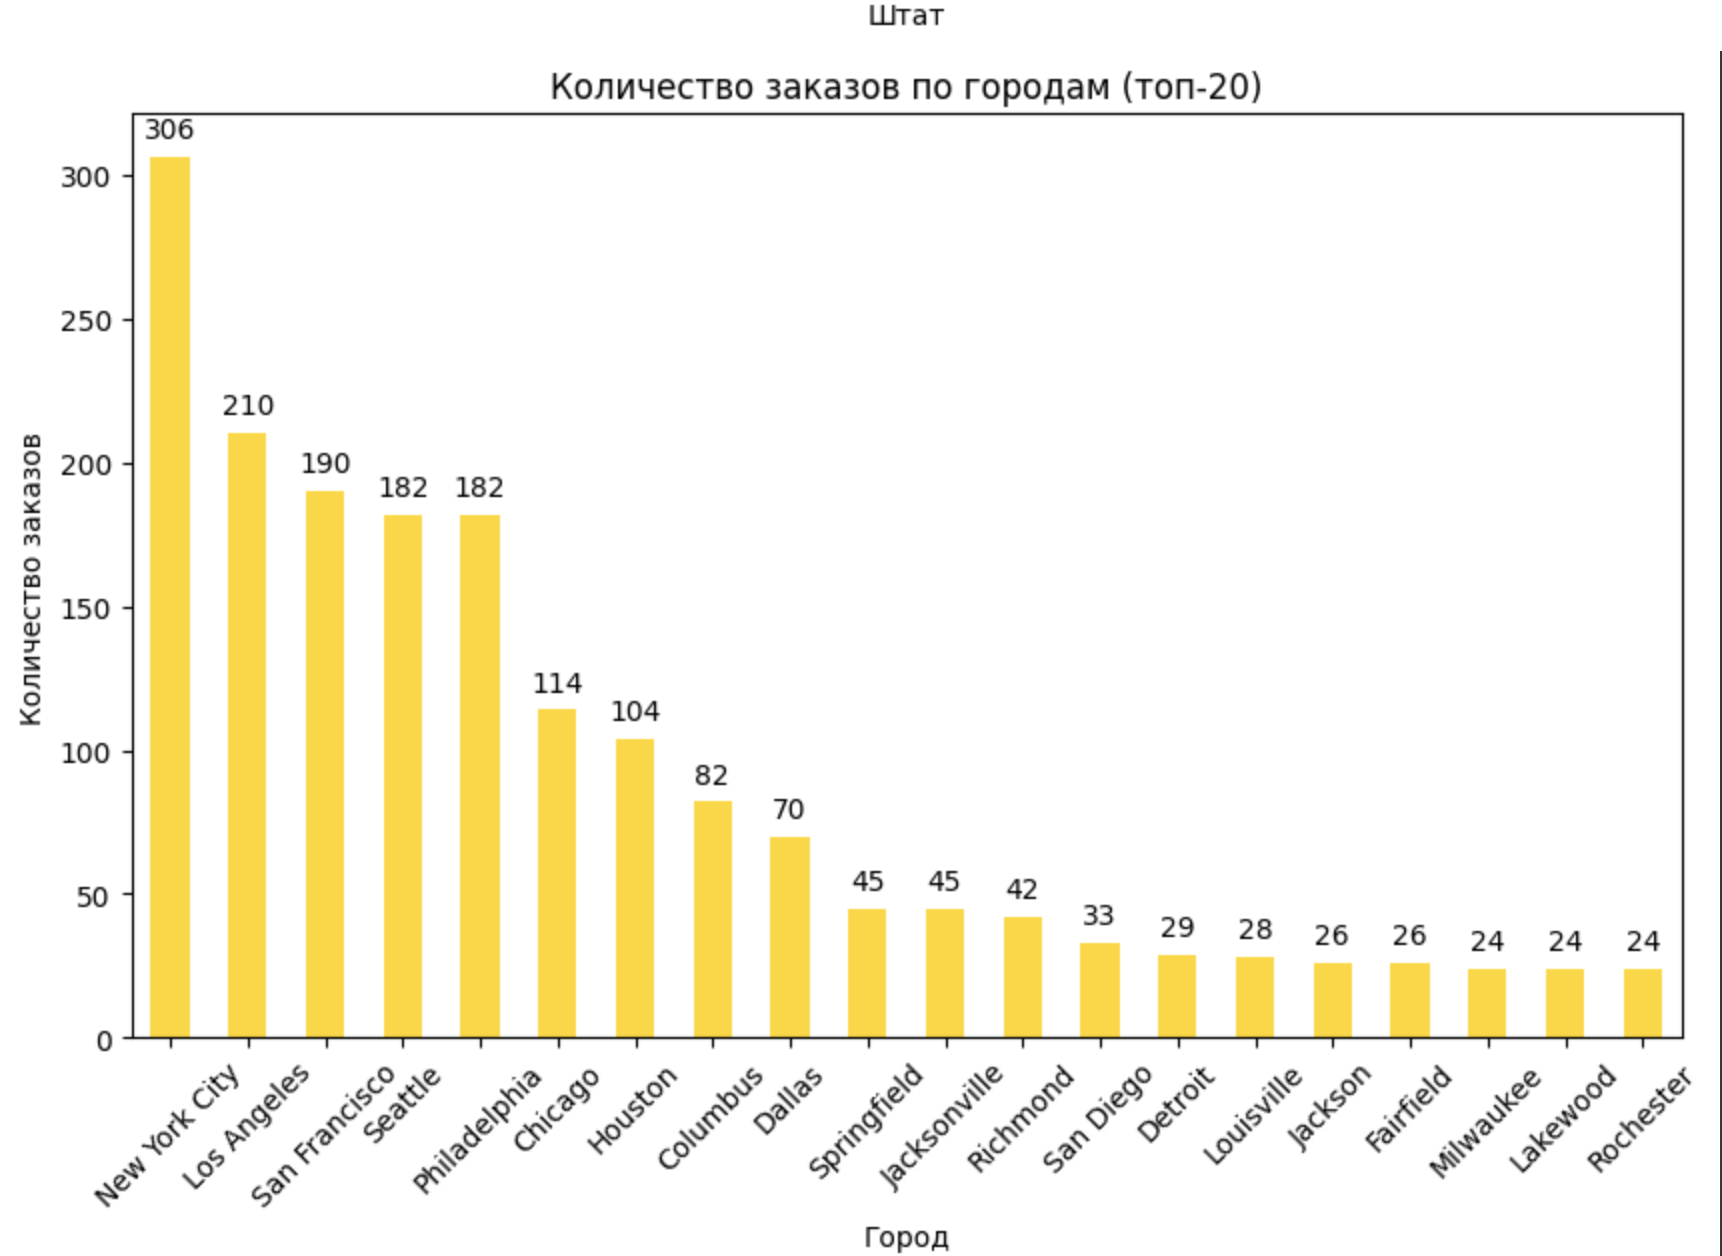 Штат
Количество заказов по городам (топ-20)
Количество заказов
300
250
200
150
100
50
0
306
210
190
182
182
114
104
82
70
45
45
42
33
29
28
26
26
24
24
24
New York City
Los Angeles
San Francisco
Seattle
Philadelphia
Chicago
Houston
Columbus
Dallas
Springfield
Jacksonville
Richmond
San Diego
Detroit
Louisville
Jackson
Fairfield
Milwaukee
Lakewood
Rochester
Город